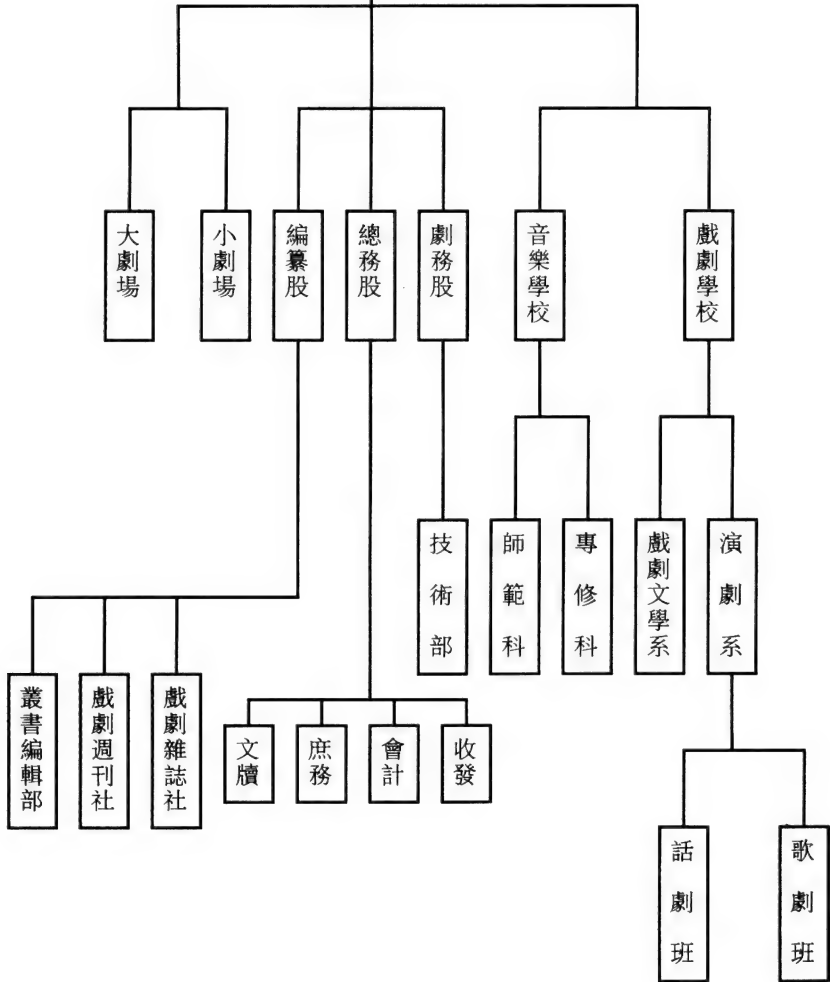 戲劇學校
音樂學校
劇務股
總務股
編纂股
小劇場
大劇場
演劇系
戲劇文學系
專修科
師範科
技術部
歌劇班
話劇班
收發
會計
庶務
文牘
戲劇雜誌社
戲劇週刊社
叢書編輯部